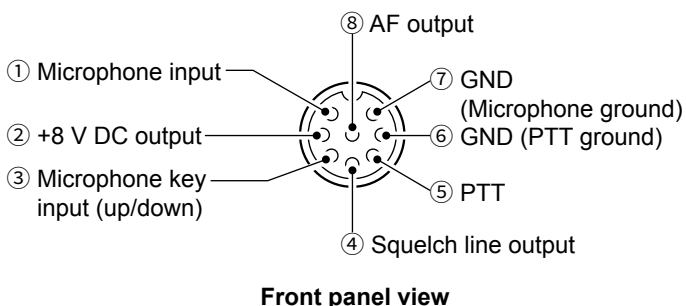 ⑧ AF output
① Microphone input
⑦ GND
(Microphone ground)
② +8 V DC output
⑥ GND (PTT ground)
③ Microphone key
input (up/down)
⑤ PTT
④ Squelch line output
Front panel view